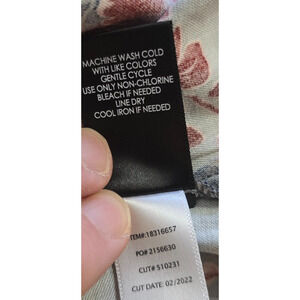 MACHINE WASH COLD
WITH LIKE COLORS
GENTLE CYCLE
USE ONLY NON-CHLORINE
BLEACH IF NEEDED
LINE DRY
COOL IRON IF NEEDED
ITEM#:18316657
PO#:2156630
CUT#:510231
CUT DATE: 02/2022